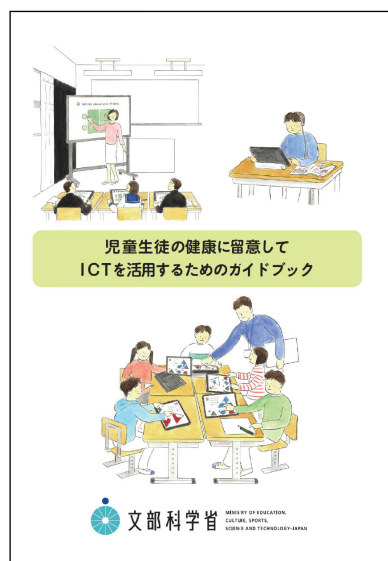 児童生徒の健康に留意して
ICTを活用するためのガイドブック
文部科学省
MINISTRY OF EDUCATION,
CULTURE, SPORTS,
SCIENCE AND TECHNOLOGY-JAPAN